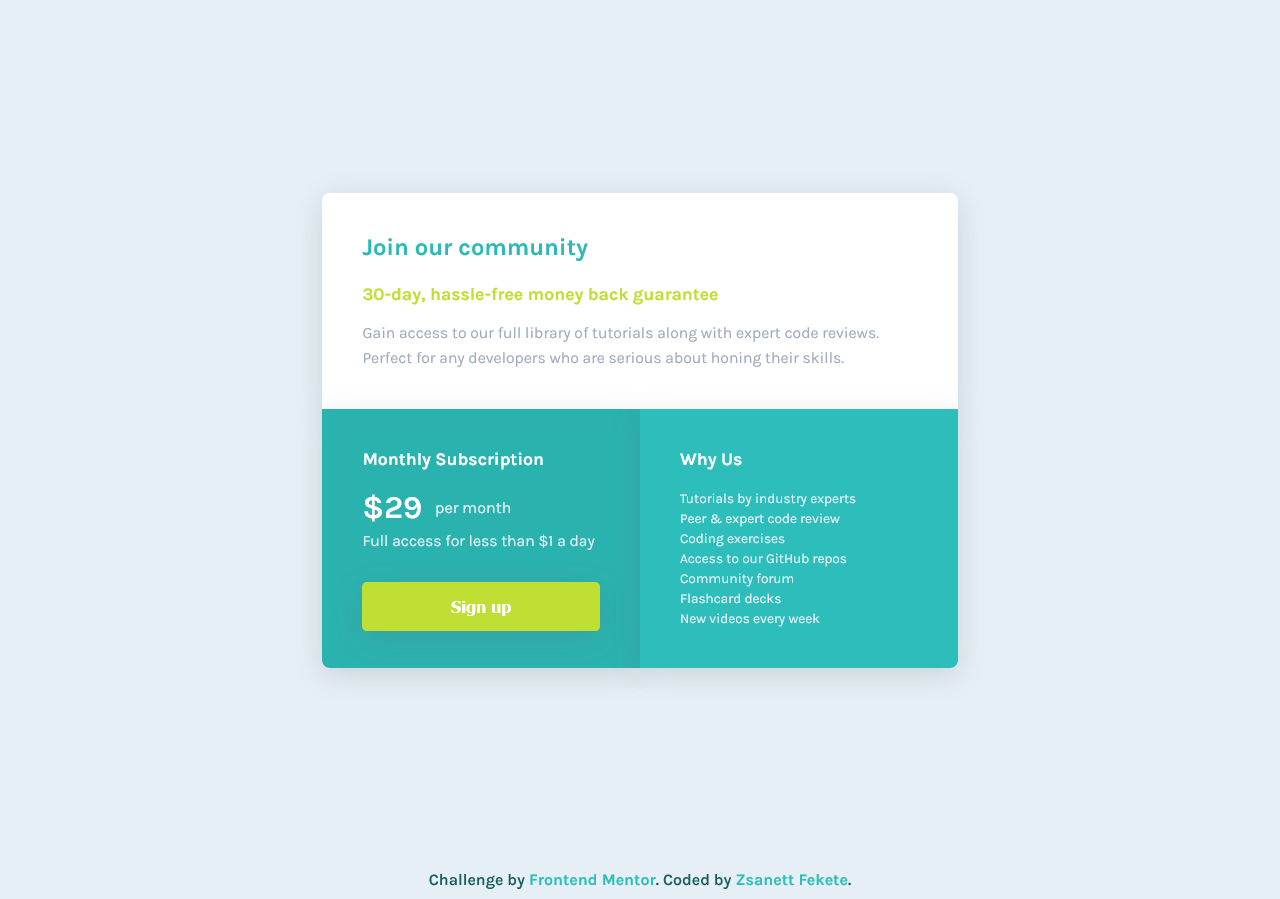 Join our community
30-day, hassle-free money back guarantee
Gain access to our full library of tutorials along with expert code reviews.
Perfect for any developers who are serious about honing their skills.
Monthly Subscription
$29 per month
Full access for less than $1 a day
Sign up
Why Us
Tutorials by industry experts
Peer & expert code review
Coding exercises
Access to our GitHub repos
Community forum
Flashcard decks
New videos every week
Challenge by Frontend Mentor. Coded by Zsanett Fekete.